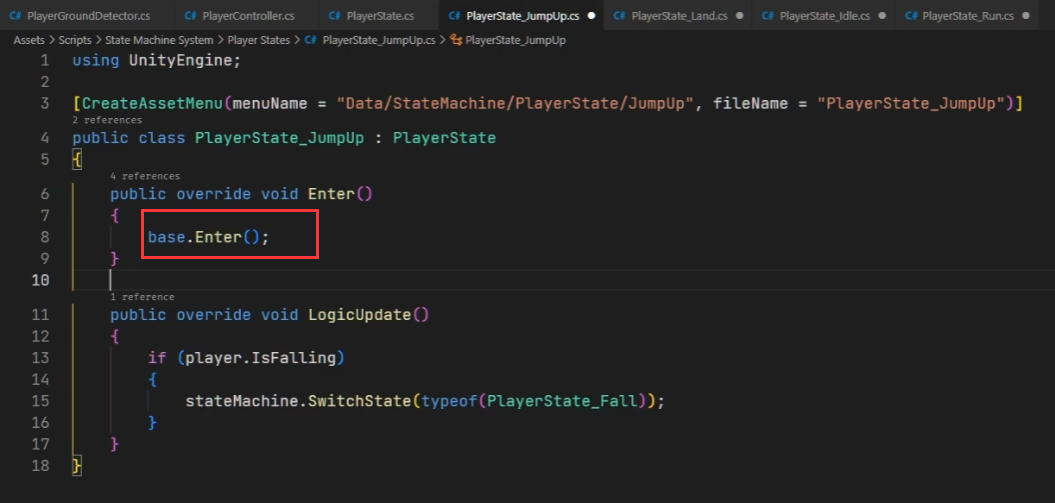 C# PlayerGroundDetector.cs C# PlayerController.cs C# PlayerState.cs C# PlayerState_JumpUp.cs ● C# PlayerState_Land.cs ● C# PlayerState_Idle.cs ● C# PlayerState_Run.cs ●
Assets > Scripts > State Machine System > Player States > C# PlayerState_JumpUp.cs > PlayerState_JumpUp
1 using UnityEngine;
2
3 [CreateAssetMenu(menuName = "Data/StateMachine/PlayerState/JumpUp", fileName = "PlayerState_JumpUp")]
2 references
4 public class PlayerState_JumpUp : PlayerState
5 {
4 references
6 public override void Enter()
7 {
8 base.Enter();
9 }
10
1 reference
11 public override void LogicUpdate()
12 {
13 if (player.IsFalling)
14 {
15 stateMachine.SwitchState(typeof(PlayerState_Fall));
16 }
17 }
18 }